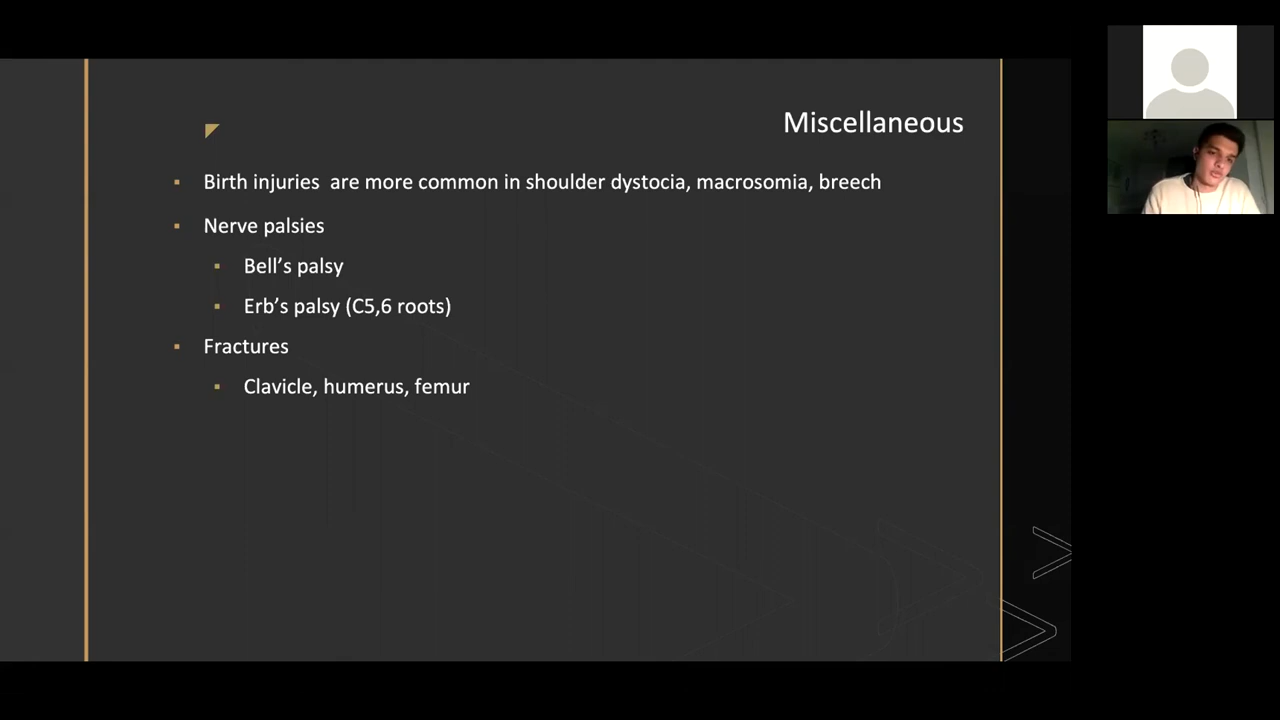 Miscellaneous
Birth injuries  are more common in shoulder dystocia, macrosomia, breech
Nerve palsies
Bell’s palsy
Erb’s palsy (C5,6 roots)
Fractures
Clavicle, humerus, femur